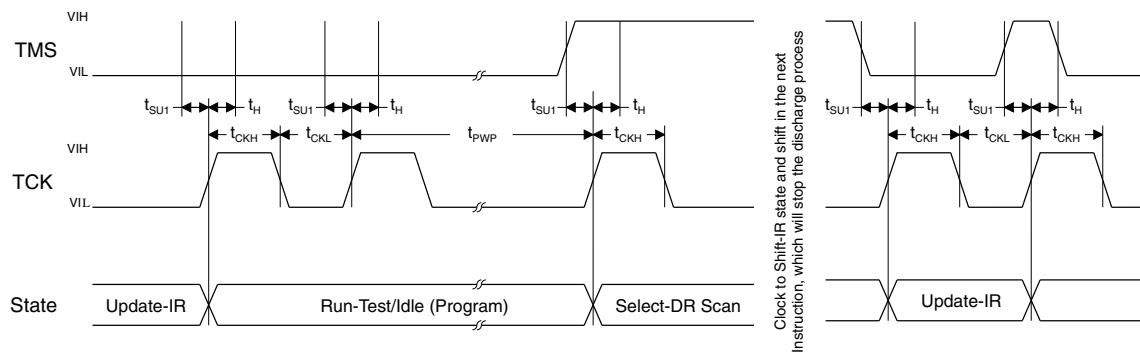 VIH
TMS
VIL
tSU1 tH tSU1 tH tSU1 tH tSU1 tH tSU1 tH
tCKH tCKL tPWP tCKH tCKH tCKL tCKH
VIH
TCK
VIL
State Update-IR Run-Test/Idle (Program) Select-DR Scan Update-IR
Clock to Shift-IR state and shift in the next
Instruction, which will stop the discharge process